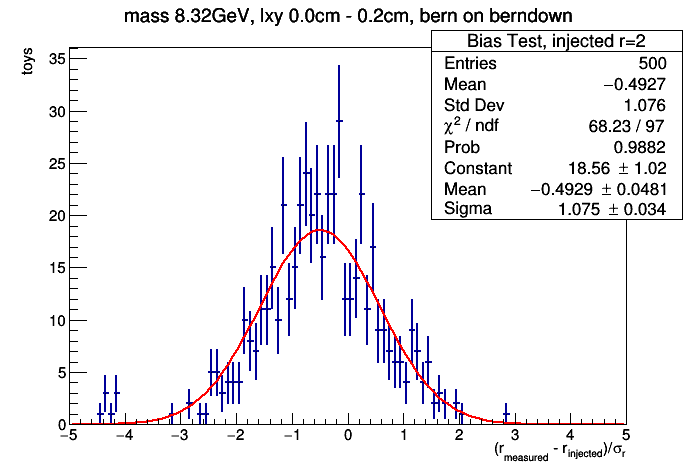 mass 8.32GeV, lxy 0.0cm - 0.2cm, bern on berndown
Bias Test, injected r=2
Entries 500
Mean −0.4927
Std Dev 1.076
χ² / ndf 68.23 / 97
Prob 0.9882
Constant 18.56 ± 1.02
Mean −0.4929 ± 0.0481
Sigma 1.075 ± 0.034
toys
35
30
25
20
15
10
5
0
−5 −4 −3 −2 −1 0 1 2 3 4 5
(r_measured - r_injected)/σ_r